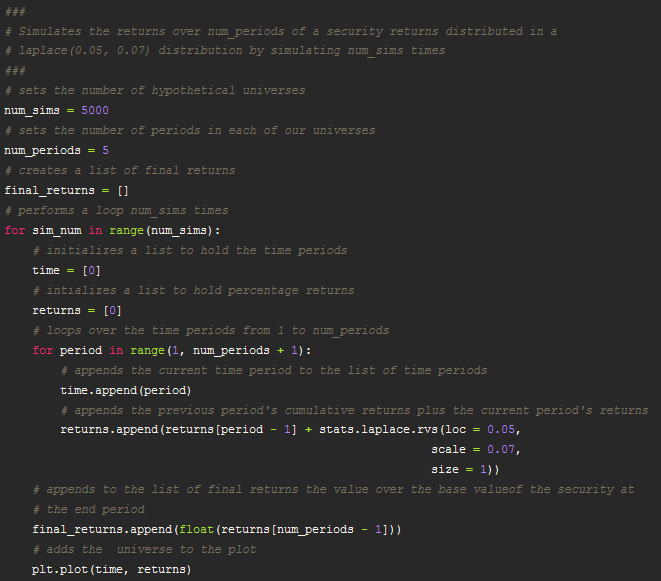 ###
# Simulates the returns over num_periods of a security returns distributed in a
# laplace(0.05, 0.07) distribution by simulating num_sims times
###
# sets the number of hypothetical universes
num_sims = 5000
# sets the number of periods in each of our universes
num_periods = 5
# creates a list of final returns
final_returns = []
# performs a loop num_sims times
for sim_num in range(num_sims):
    # initializes a list to hold the time periods
    time = [0]
    # intializes a list to hold percentage returns
    returns = [0]
    # loops over the time periods from 1 to num_periods
    for period in range(1, num_periods + 1):
        # appends the current time period to the list of time periods
        time.append(period)
        # appends the previous period's cumulative returns plus the current period's returns
        returns.append(returns[period - 1] + stats.laplace.rvs(loc = 0.05,
                                                             scale = 0.07,
                                                             size = 1))
    # appends to the list of final returns the value over the base valueof the security at
    # the end period
    final_returns.append(float(returns[num_periods - 1]))
    # adds the  universe to the plot
    plt.plot(time, returns)